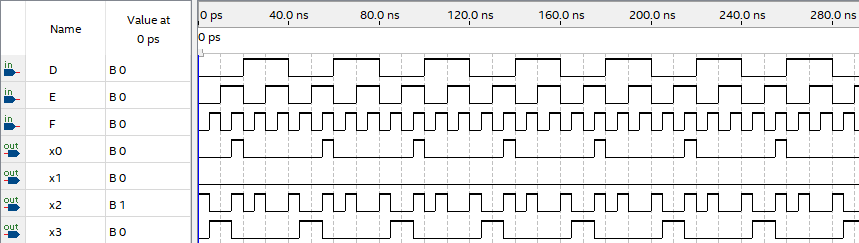 Name Value at 0 ps
0 ps 40.0 ns 80.0 ns 120.0 ns 160.0 ns 200.0 ns 240.0 ns 280.0 ns
0 ps
in D B 0
in E B 0
in F B 0
out x0 B 0
out x1 B 0
out x2 B 1
out x3 B 0